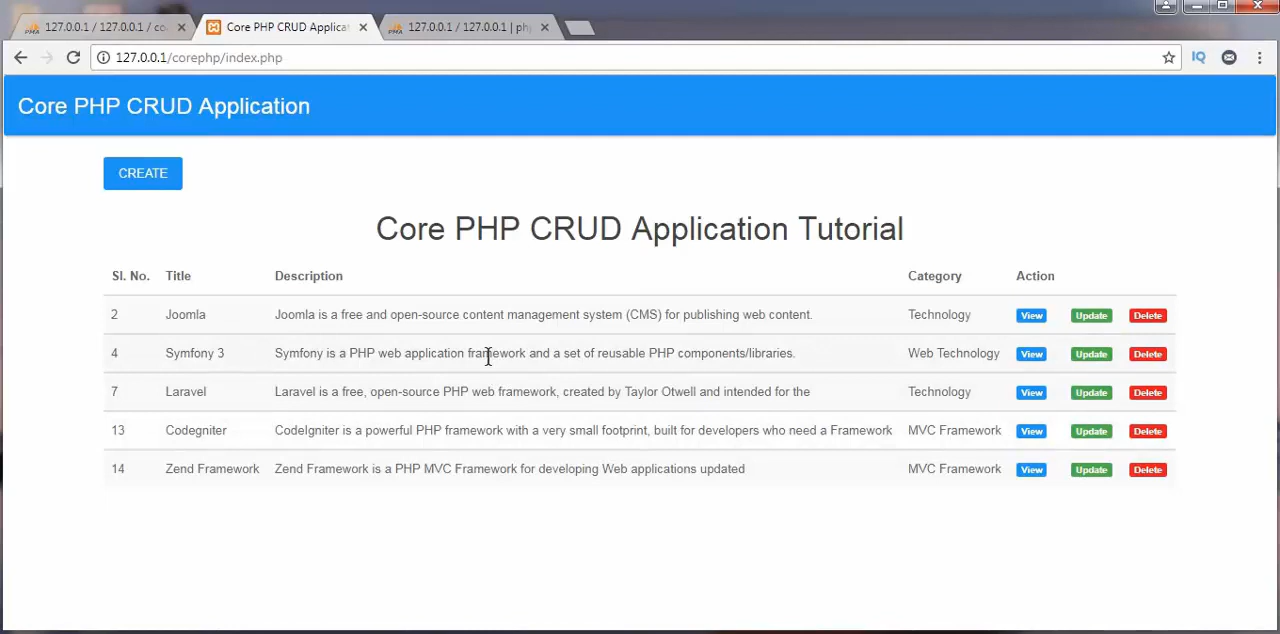 127.0.0.1 / 127.0.0.1 / co
Core PHP CRUD Applicat
127.0.0.1 / 127.0.0.1 | ph
127.0.0.1/corephp/index.php
IQ
Core PHP CRUD Application
CREATE
Core PHP CRUD Application Tutorial
Sl. No. Title Description Category Action
2 Joomla Joomla is a free and open-source content management system (CMS) for publishing web content. Technology View Update Delete
4 Symfony 3 Symfony is a PHP web application framework and a set of reusable PHP components/libraries. Web Technology View Update Delete
7 Laravel Laravel is a free, open-source PHP web framework, created by Taylor Otwell and intended for the Technology View Update Delete
13 Codegniter CodeIgniter is a powerful PHP framework with a very small footprint, built for developers who need a Framework MVC Framework View Update Delete
14 Zend Framework Zend Framework is a PHP MVC Framework for developing Web applications updated MVC Framework View Update Delete